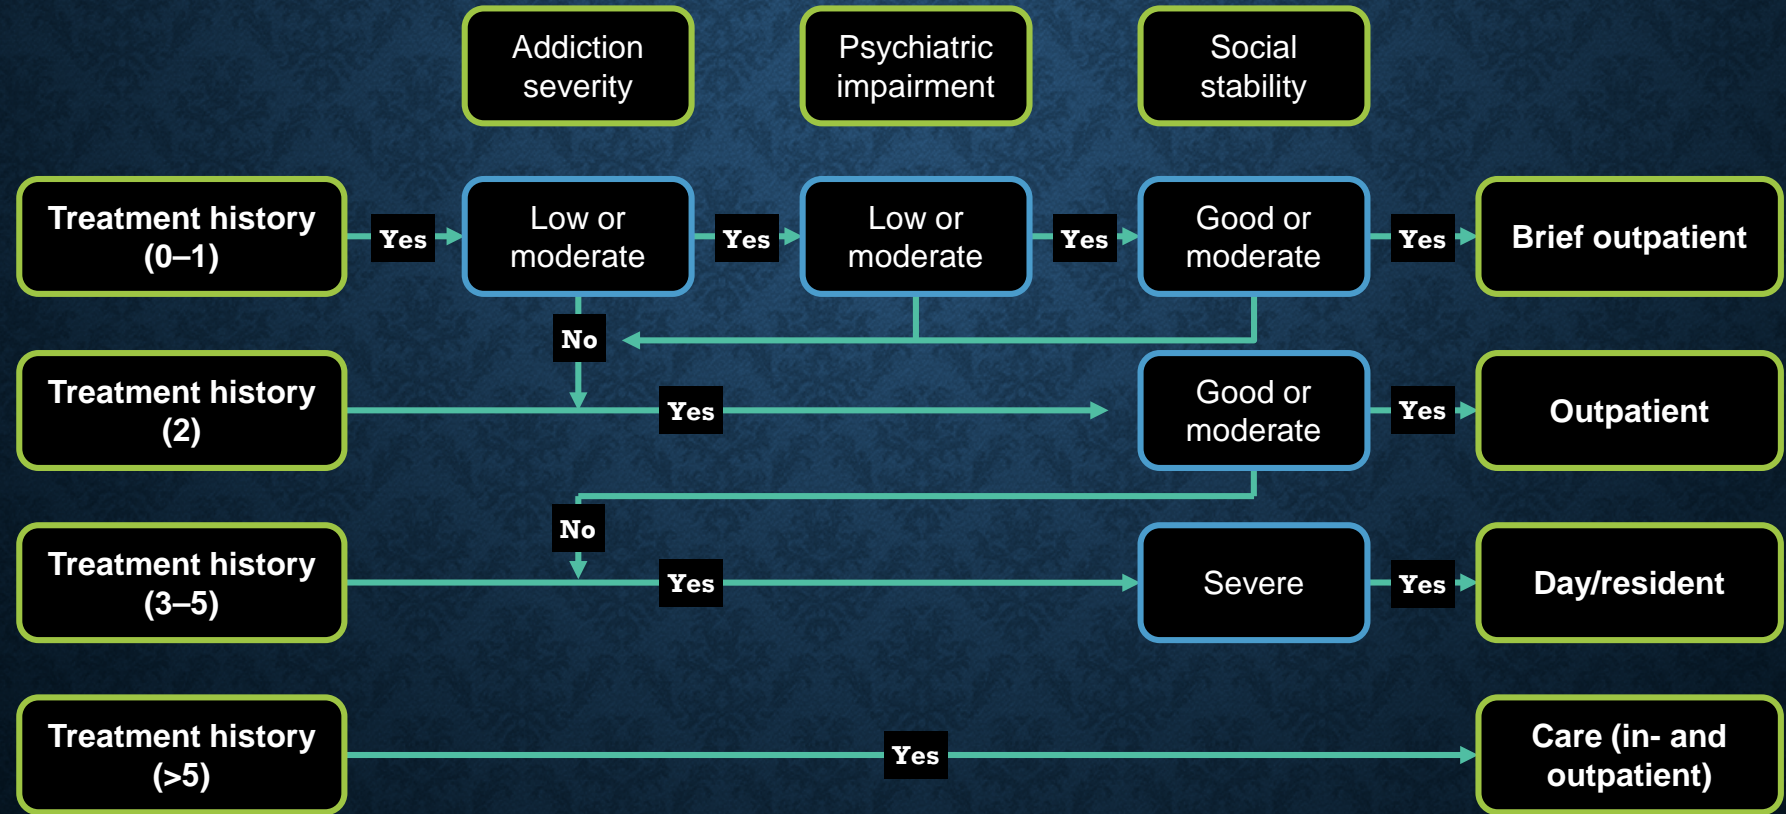 Addiction
severity
Psychiatric
impairment
Social
stability
Treatment history
(0–1)
Yes
Low or
moderate
Yes
Low or
moderate
Yes
Good or
moderate
Yes
Brief outpatient
No
Treatment history
(2)
Yes
Good or
moderate
Yes
Outpatient
No
Treatment history
(3–5)
Yes
Severe
Yes
Day/resident
Treatment history
(>5)
Yes
Care (in- and
outpatient)